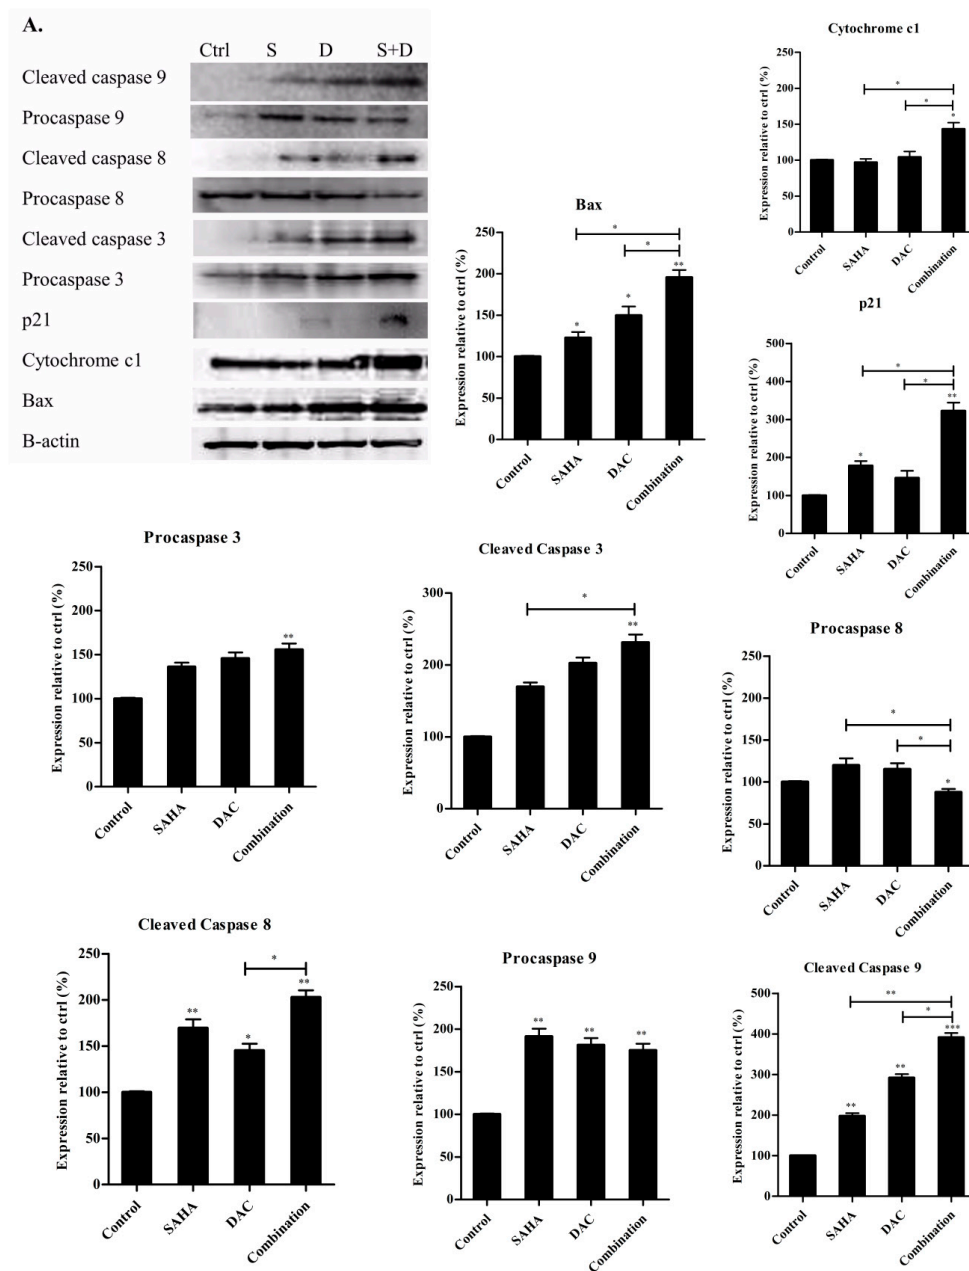 A.
Ctrl S D S+D
Cleaved caspase 9
Procaspase 9
Cleaved caspase 8
Procaspase 8
Cleaved caspase 3
Procaspase 3
p21
Cytochrome c1
Bax
B-actin
Cytochrome c1
Expression relative to ctrl (%)
250
200
150
100
50
0
*
*
*
Control
SAHA
DAC
Combination
Bax
Expression relative to ctrl (%)
250
200
150
100
50
0
*
*
**
*
*
Control
SAHA
DAC
Combination
p21
Expression relative to ctrl (%)
500
400
300
200
100
0
*
*
**
*
Control
SAHA
DAC
Combination
Procaspase 3
Expression relative to ctrl (%)
250
200
150
100
50
0
**
Control
SAHA
DAC
Combination
Cleaved Caspase 3
Expression relative to ctrl (%)
300
200
100
0
*
**
Control
SAHA
DAC
Combination
Procaspase 8
Expression relative to ctrl (%)
250
200
150
100
50
0
*
*
*
Control
SAHA
DAC
Combination
Cleaved Caspase 8
Expression relative to ctrl (%)
250
200
150
100
50
0
*
**
**
*
Control
SAHA
DAC
Combination
Procaspase 9
Expression relative to ctrl (%)
250
200
150
100
50
0
**
**
**
Control
SAHA
DAC
Combination
Cleaved Caspase 9
Expression relative to ctrl (%)
500
400
300
200
100
0
**
*
***
**
**
Control
SAHA
DAC
Combination